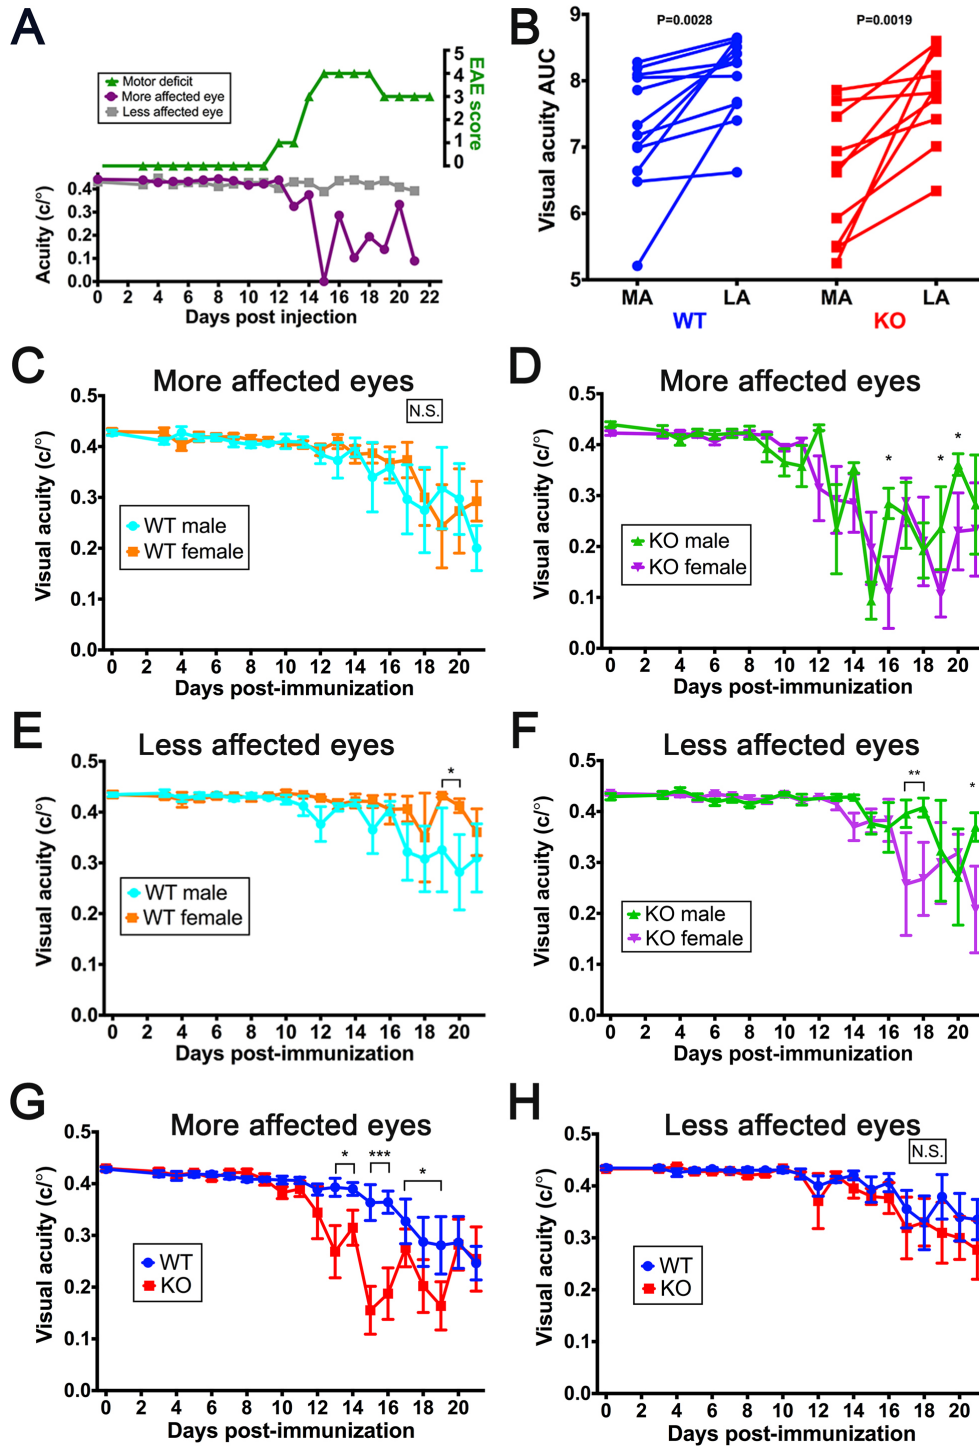 A
Motor deficit
More affected eye
Less affected eye
5
4
3
2
1
0
EAE score
0.4
0.3
0.2
0.1
0.0
Acuity (c/°)
0 2 4 6 8 10 12 14 16 18 20 22
Days post injection
B
P=0.0028 P=0.0019
9
8
7
6
5
Visual acuity AUC
MA LA MA LA
WT KO
C
More affected eyes
N.S.
0.5
0.4
0.3
0.2
0.1
0.0
Visual acuity (c/°)
WT male
WT female
0 2 4 6 8 10 12 14 16 18 20
Days post-immunization
D
More affected eyes
* * *
0.5
0.4
0.3
0.2
0.1
0.0
Visual acuity (c/°)
KO male
KO female
0 2 4 6 8 10 12 14 16 18 20
Days post-immunization
E
Less affected eyes
*
0.5
0.4
0.3
0.2
0.1
0.0
Visual acuity (c/°)
WT male
WT female
0 2 4 6 8 10 12 14 16 18 20
Days post-immunization
F
Less affected eyes
** *
0.5
0.4
0.3
0.2
0.1
0.0
Visual acuity (c/°)
KO male
KO female
0 2 4 6 8 10 12 14 16 18 20
Days post-immunization
G
More affected eyes
* *** *
0.5
0.4
0.3
0.2
0.1
0.0
Visual acuity (c/°)
WT
KO
0 2 4 6 8 10 12 14 16 18 20
Days post-immunization
H
Less affected eyes
N.S.
0.5
0.4
0.3
0.2
0.1
0.0
Visual acuity (c/°)
WT
KO
0 2 4 6 8 10 12 14 16 18 20
Days post-immunization